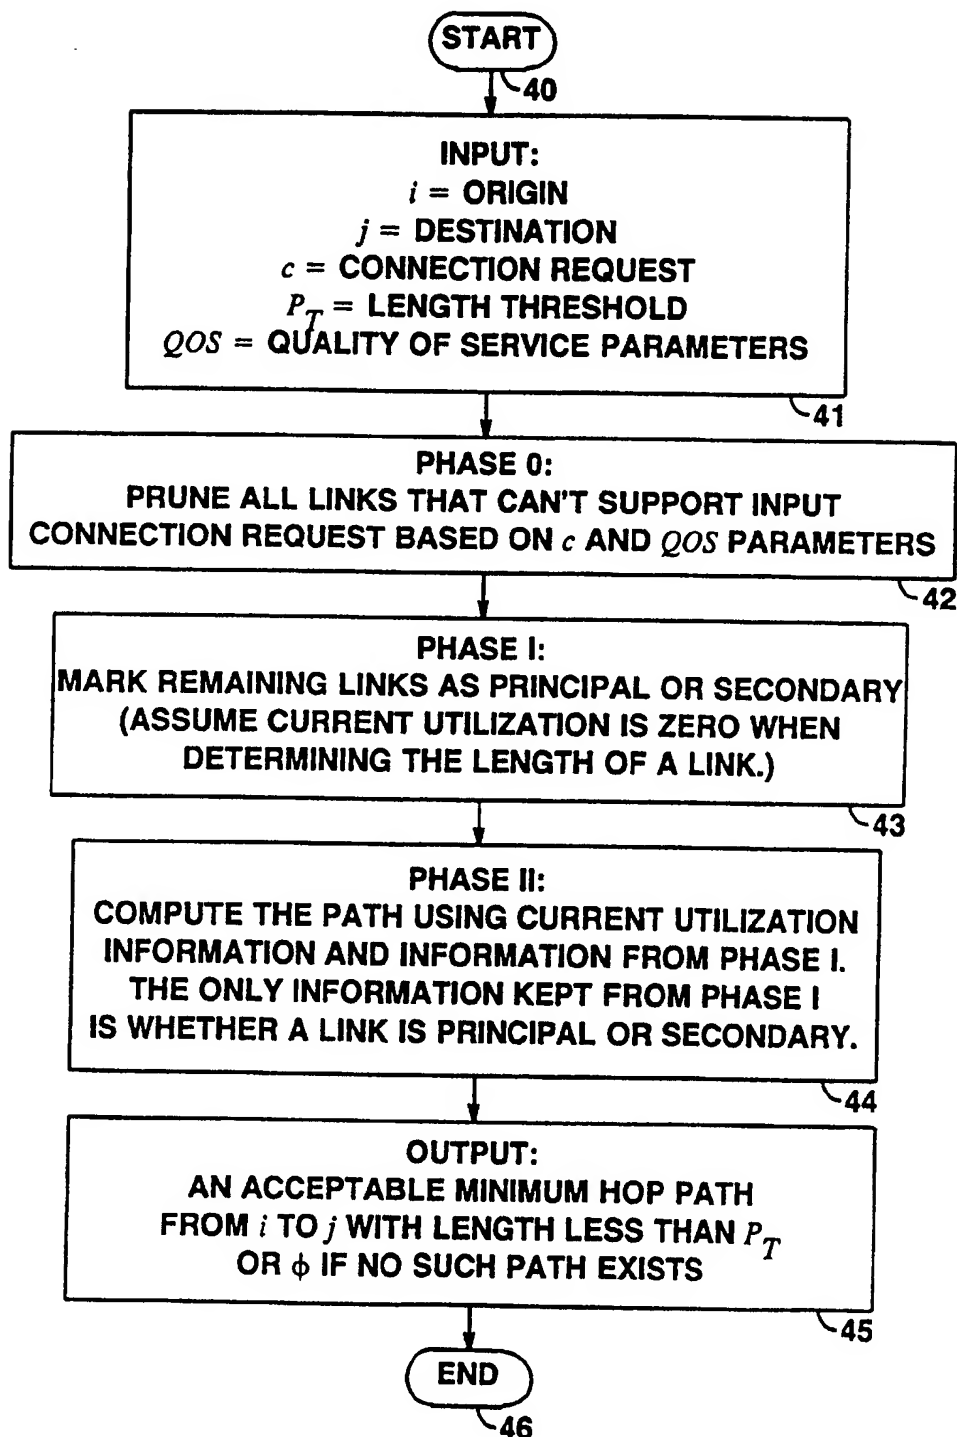 START
40
INPUT:
i = ORIGIN
j = DESTINATION
c = CONNECTION REQUEST
P_T = LENGTH THRESHOLD
QOS = QUALITY OF SERVICE PARAMETERS
41
PHASE 0:
PRUNE ALL LINKS THAT CAN'T SUPPORT INPUT
CONNECTION REQUEST BASED ON c AND QOS PARAMETERS
42
PHASE I:
MARK REMAINING LINKS AS PRINCIPAL OR SECONDARY
(ASSUME CURRENT UTILIZATION IS ZERO WHEN
DETERMINING THE LENGTH OF A LINK.)
43
PHASE II:
COMPUTE THE PATH USING CURRENT UTILIZATION
INFORMATION AND INFORMATION FROM PHASE I.
THE ONLY INFORMATION KEPT FROM PHASE I
IS WHETHER A LINK IS PRINCIPAL OR SECONDARY.
44
OUTPUT:
AN ACCEPTABLE MINIMUM HOP PATH
FROM i TO j WITH LENGTH LESS THAN P_T
OR ϕ IF NO SUCH PATH EXISTS
45
END
46